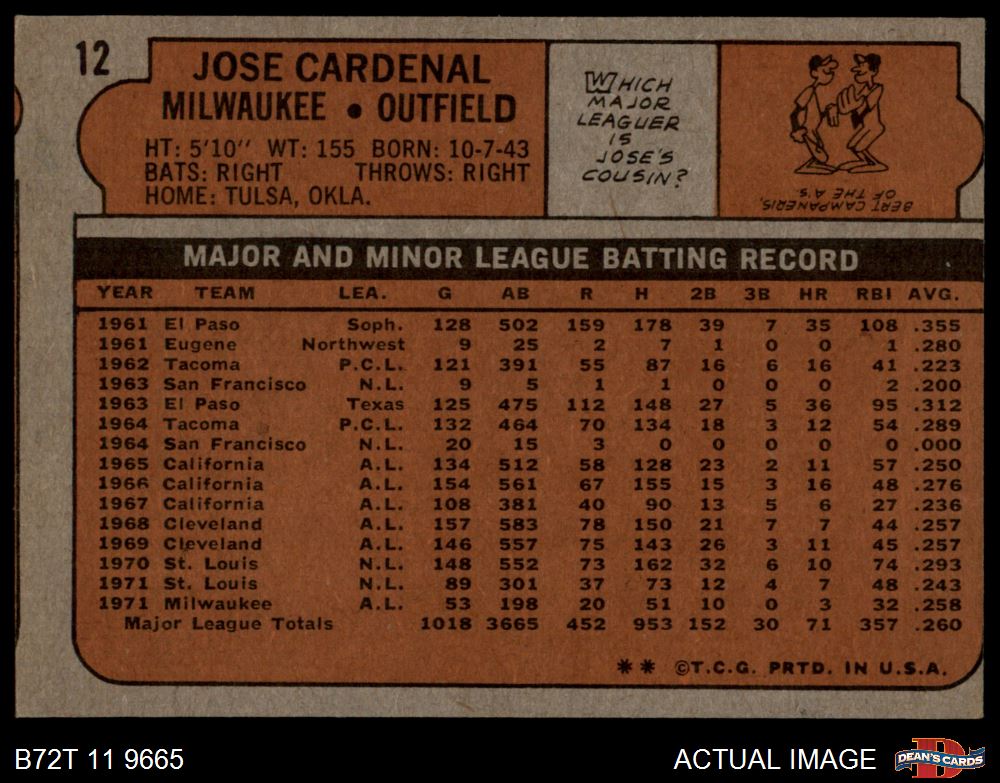 12
JOSE CARDENAL
MILWAUKEE • OUTFIELD
HT: 5'10" WT: 155 BORN: 10-7-43
BATS: RIGHT THROWS: RIGHT
HOME: TULSA, OKLA.
WHICH
MAJOR
LEAGUER
IS
JOSE'S
COUSIN?
BERT CAMPANERIS,
OF THE A'S.
MAJOR AND MINOR LEAGUE BATTING RECORD
YEAR TEAM LEA. G AB R H 2B 3B HR RBI AVG.
1961 El Paso Soph. 128 502 159 178 39 7 35 108 .355
1961 Eugene Northwest 9 25 2 7 1 0 0 1 .280
1962 Tacoma P.C.L. 121 391 55 87 16 6 16 41 .223
1963 San Francisco N.L. 9 5 1 1 0 0 0 2 .200
1963 El Paso Texas 125 475 112 148 27 5 36 95 .312
1964 Tacoma P.C.L. 132 464 70 134 18 3 12 54 .289
1964 San Francisco N.L. 20 15 3 0 0 0 0 0 .000
1965 California A.L. 134 512 58 128 23 2 11 57 .250
1966 California A.L. 154 561 67 155 15 3 16 48 .276
1967 California A.L. 108 381 40 90 13 5 6 27 .236
1968 Cleveland A.L. 157 583 78 150 21 7 7 44 .257
1969 Cleveland A.L. 146 557 75 143 26 3 11 45 .257
1970 St. Louis N.L. 148 552 73 162 32 6 10 74 .293
1971 St. Louis N.L. 89 301 37 73 12 4 7 48 .243
1971 Milwaukee A.L. 53 198 20 51 10 0 3 32 .258
Major League Totals 1018 3665 452 953 152 30 71 357 .260
** ©T.C.G. PRTD. IN U.S.A.
B72T 11 9665
ACTUAL IMAGE
D
DEAN'S CARDS